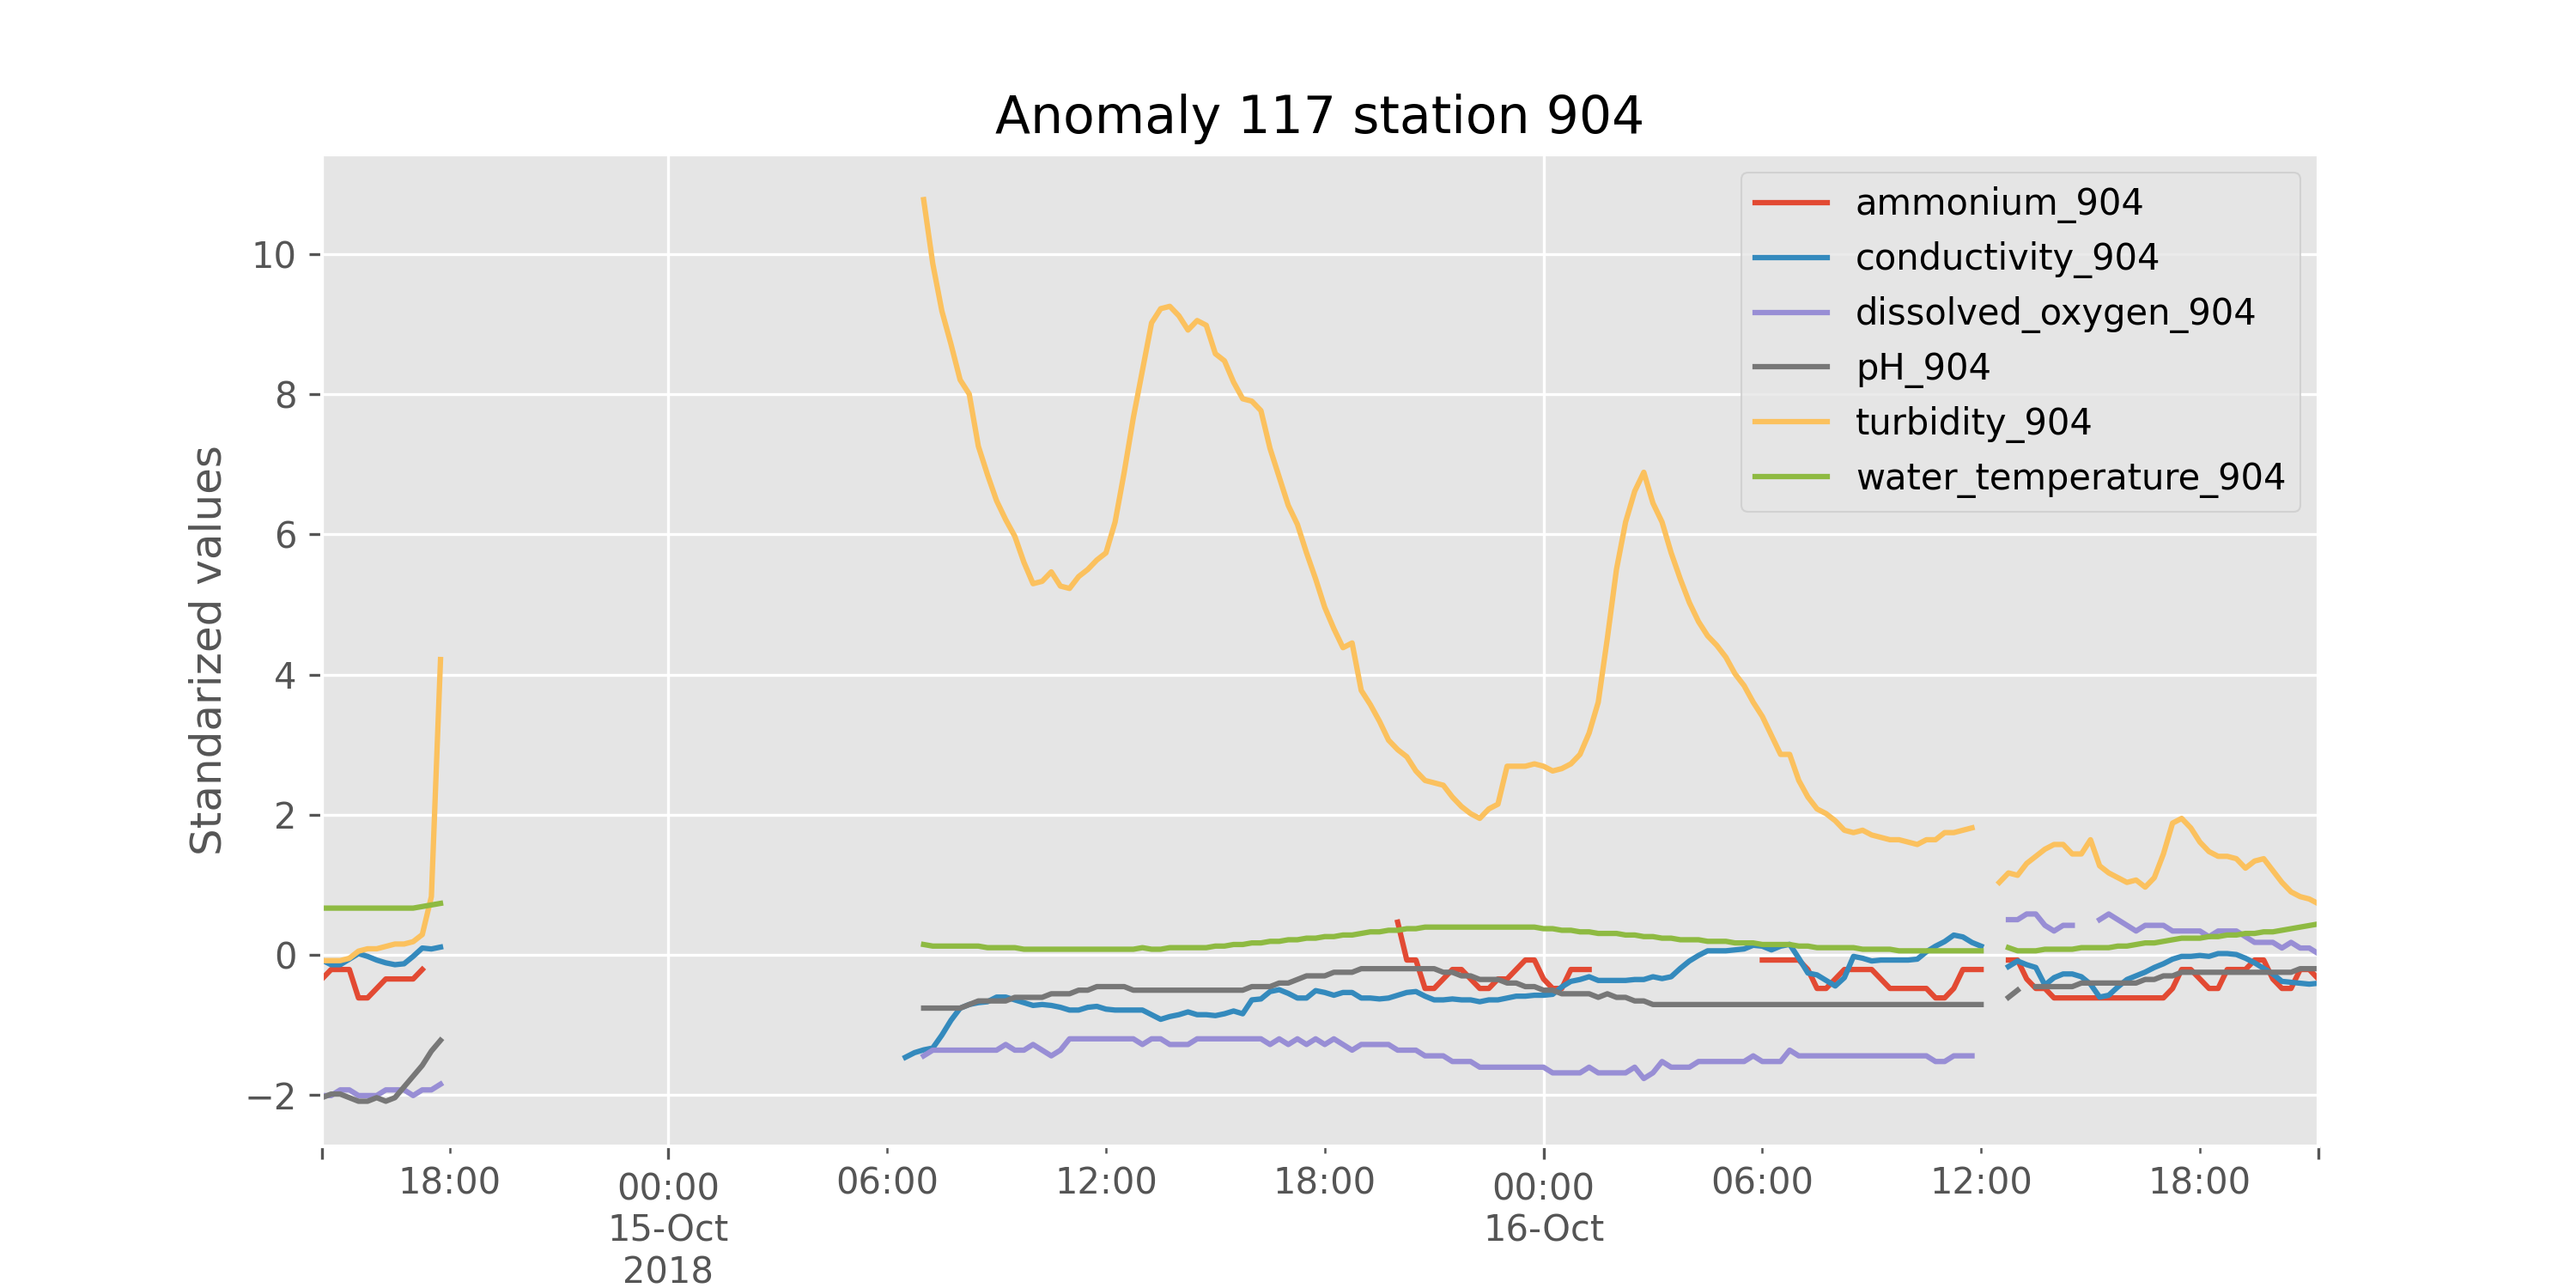 Anomaly 117 station 904
ammonium_904
conductivity_904
dissolved_oxygen_904
pH_904
turbidity_904
water_temperature_904
Standarized values
10
8
6
4
2
0
−2
18:00
00:00
15-Oct
2018
06:00
12:00
18:00
00:00
16-Oct
06:00
12:00
18:00